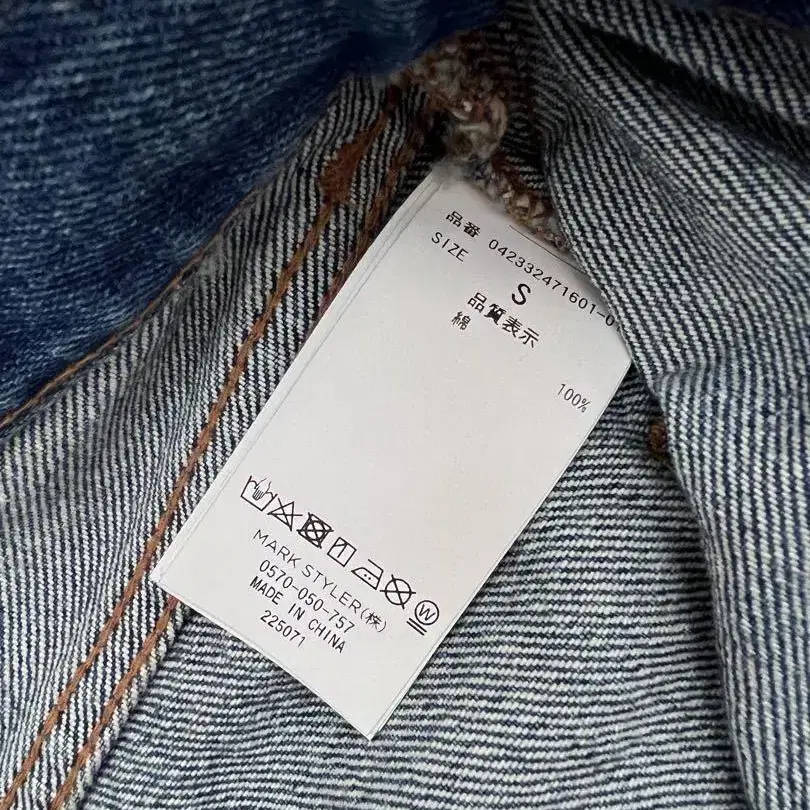 品番 042332471601-0
SIZE S
品質表示
綿 100%
MARK STYLER(株)
0570-050-757
MADE IN CHINA
225071